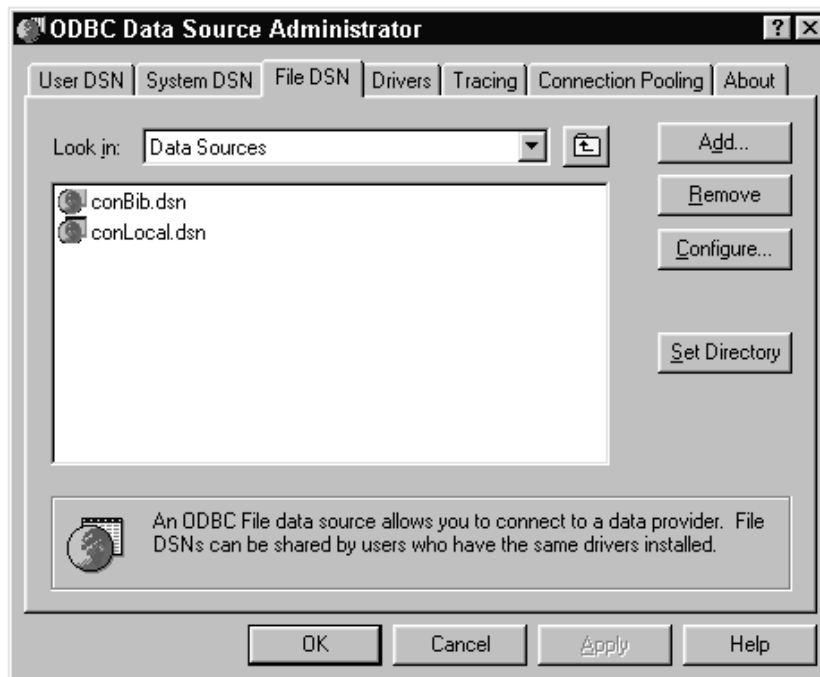 ODBC Data Source Administrator
User DSN System DSN File DSN Drivers Tracing Connection Pooling About
Look in: Data Sources Add...
conBib.dsn Remove
conLocal.dsn
Configure...
Set Directory
An ODBC File data source allows you to connect to a data provider. File
DSNs can be shared by users who have the same drivers installed.
OK Cancel Apply Help